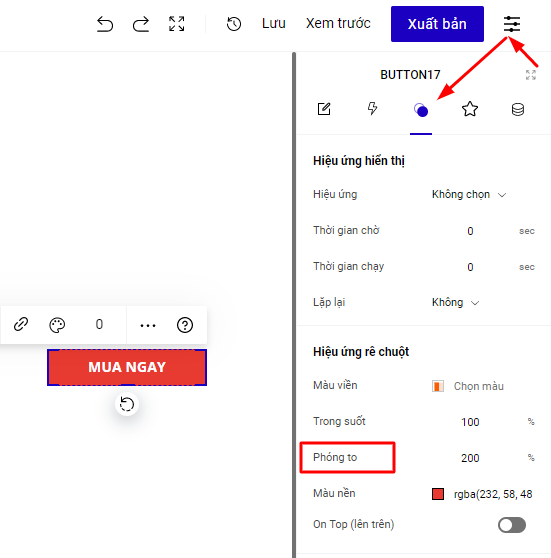 Lưu Xem trước Xuất bản
BUTTON17
Hiệu ứng hiển thị
Hiệu ứng Không chọn
Thời gian chờ 0 sec
Thời gian chạy 0 sec
Lặp lại Không
0
MUA NGAY
Hiệu ứng rê chuột
Màu viền Chọn màu
Trong suốt 100 %
Phóng to 200 %
Màu nền rgba(232, 58, 48
On Top (lên trên)